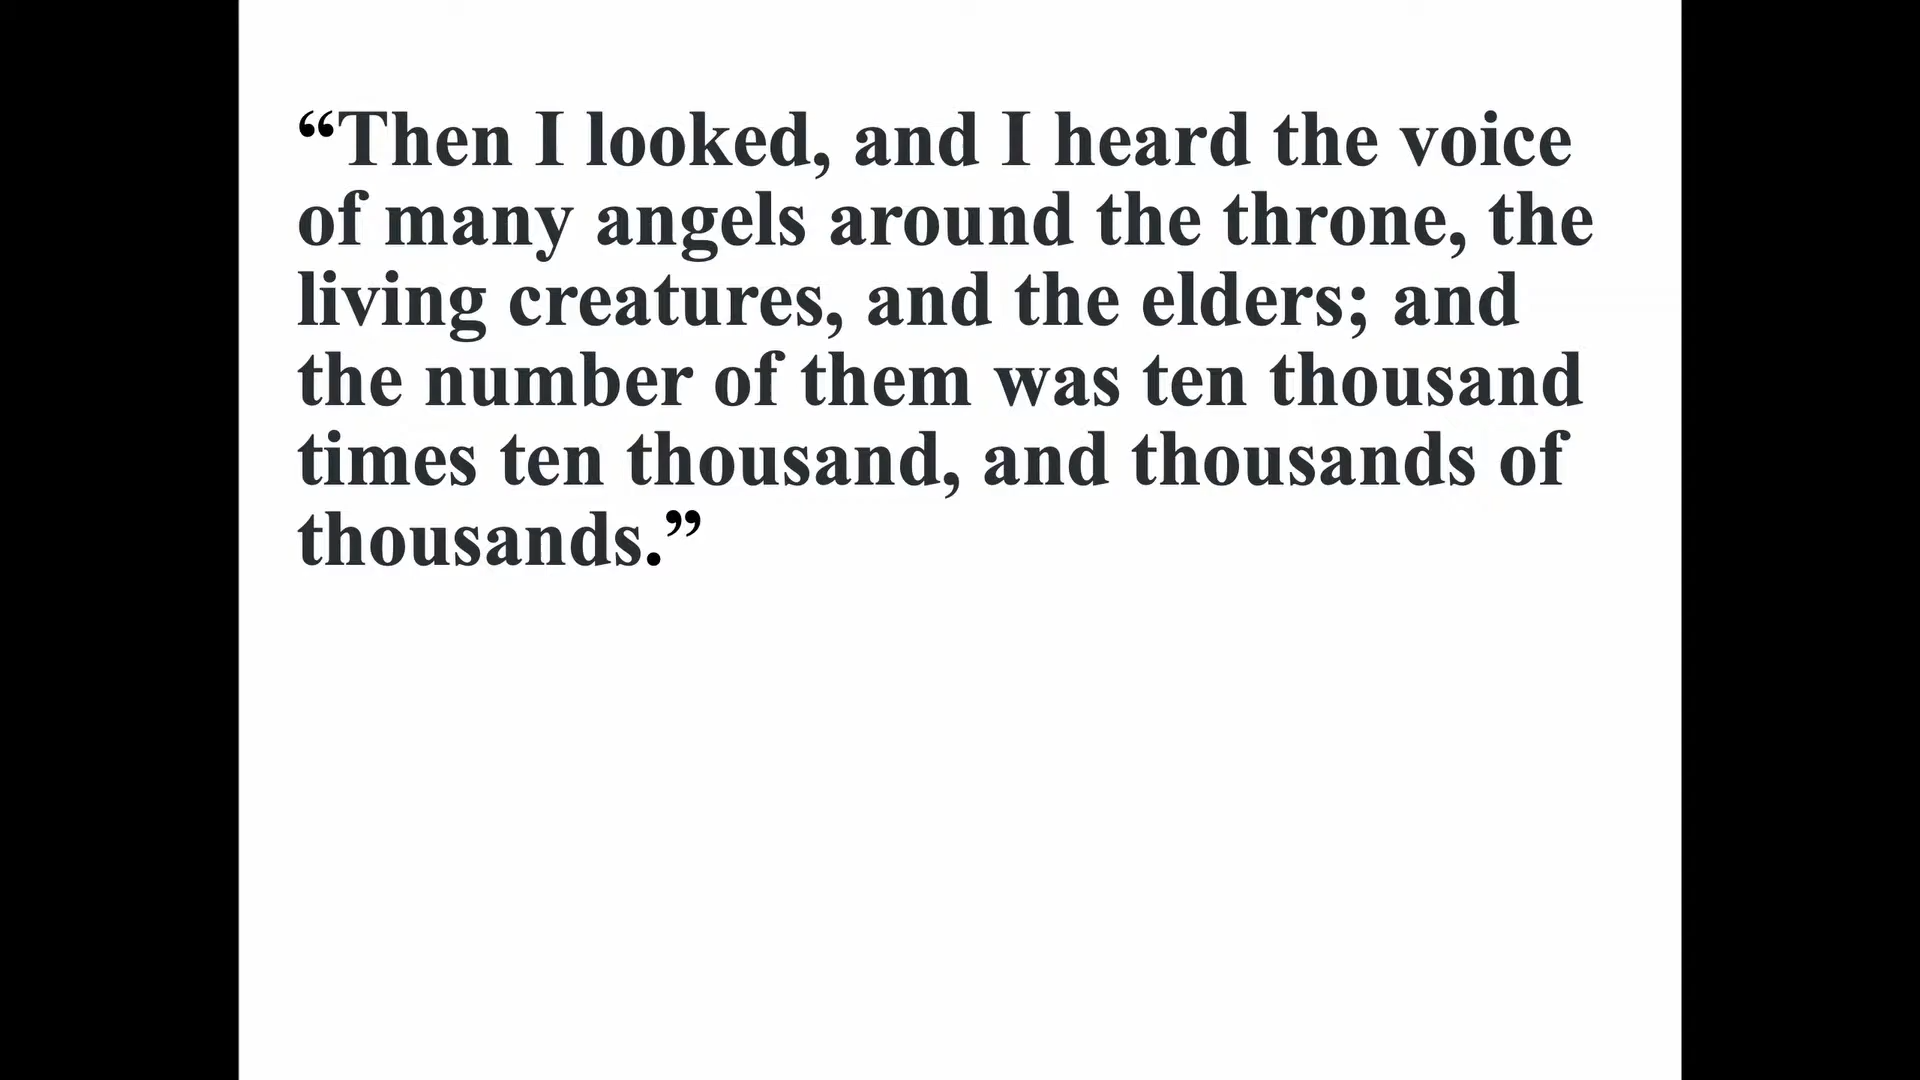 “Then I looked, and I heard the voice
of many angels around the throne, the
living creatures, and the elders; and
the number of them was ten thousand
times ten thousand, and thousands of
thousands.”